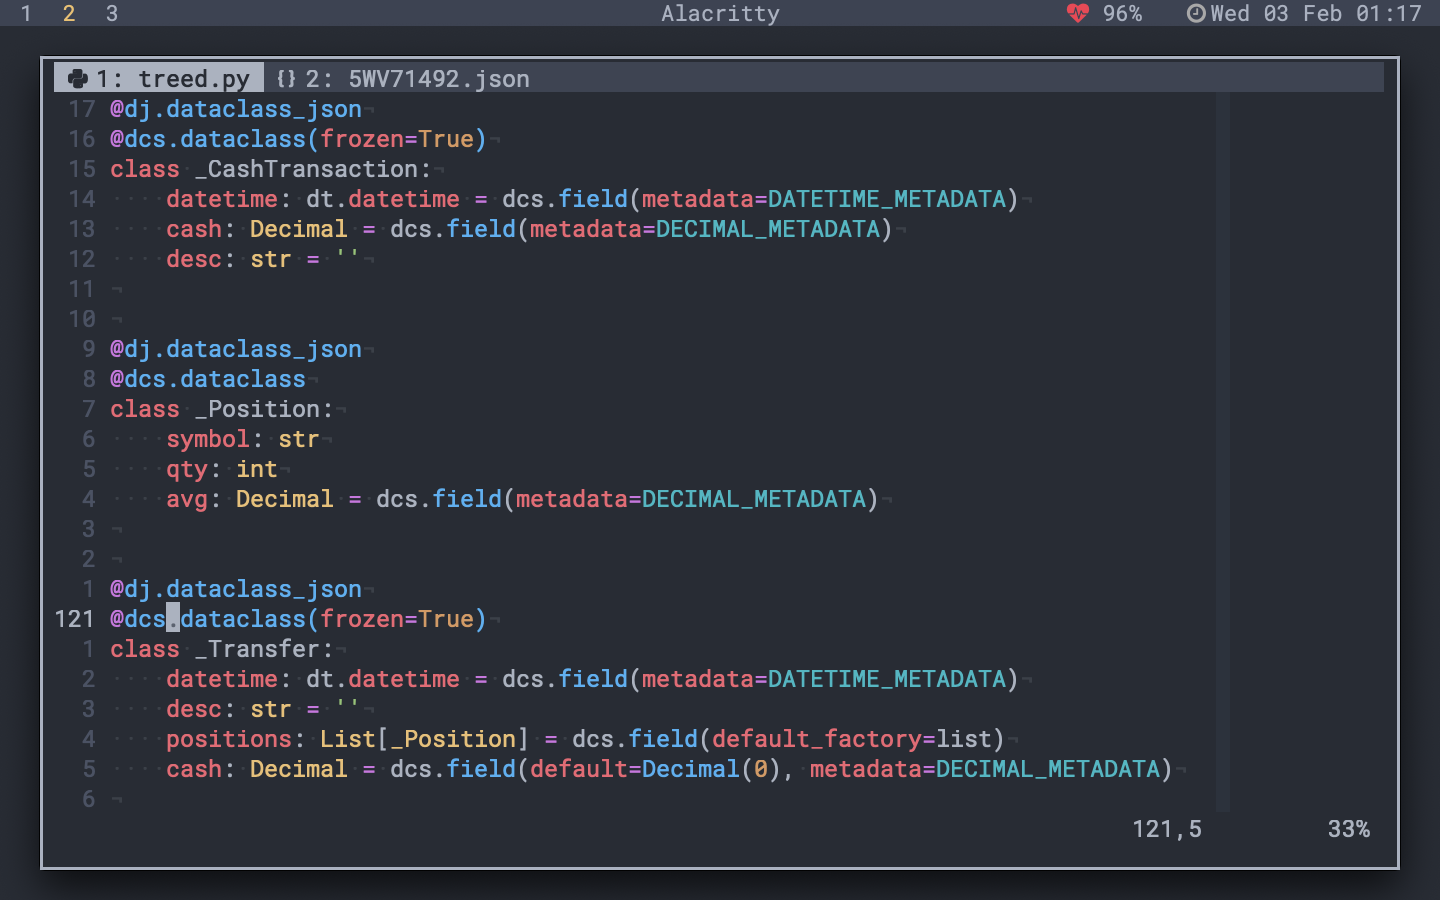 1 2 3 Alacritty 96% Wed 03 Feb 01:17
1: treed.py {} 2: 5WV71492.json
17 @dj.dataclass_json¬
16 @dcs.dataclass(frozen=True)¬
15 class·_CashTransaction:¬
14 ····datetime:·dt.datetime·=·dcs.field(metadata=DATETIME_METADATA)¬
13 ····cash:·Decimal·=·dcs.field(metadata=DECIMAL_METADATA)¬
12 ····desc:·str·=·''¬
11 ¬
10 ¬
9 @dj.dataclass_json¬
8 @dcs.dataclass¬
7 class·_Position:¬
6 ····symbol:·str¬
5 ····qty:·int¬
4 ····avg:·Decimal·=·dcs.field(metadata=DECIMAL_METADATA)¬
3 ¬
2 ¬
1 @dj.dataclass_json¬
121 @dcs.dataclass(frozen=True)¬
1 class·_Transfer:¬
2 ····datetime:·dt.datetime·=·dcs.field(metadata=DATETIME_METADATA)¬
3 ····desc:·str·=·''¬
4 ····positions:·List[_Position]·=·dcs.field(default_factory=list)¬
5 ····cash:·Decimal·=·dcs.field(default=Decimal(0),·metadata=DECIMAL_METADATA)¬
6 ¬
121,5 33%